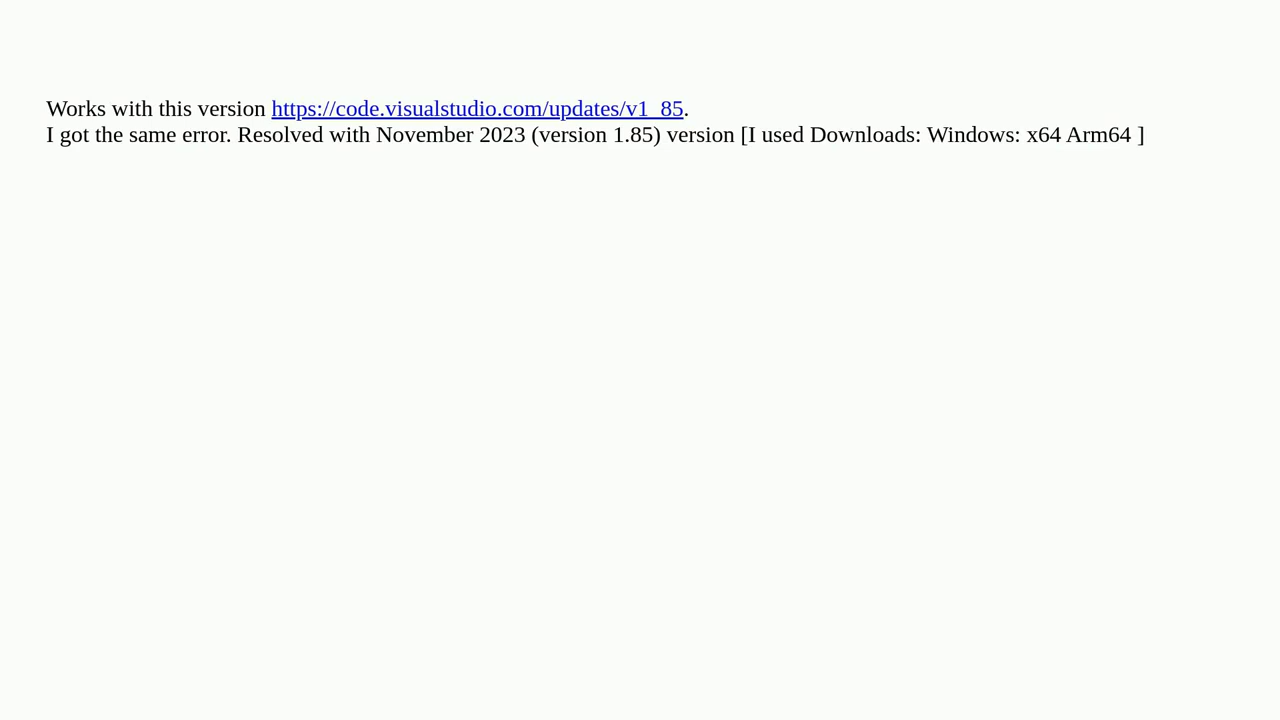 Works with this version https://code.visualstudio.com/updates/v1_85.
I got the same error. Resolved with November 2023 (version 1.85) version [I used Downloads: Windows: x64 Arm64 ]